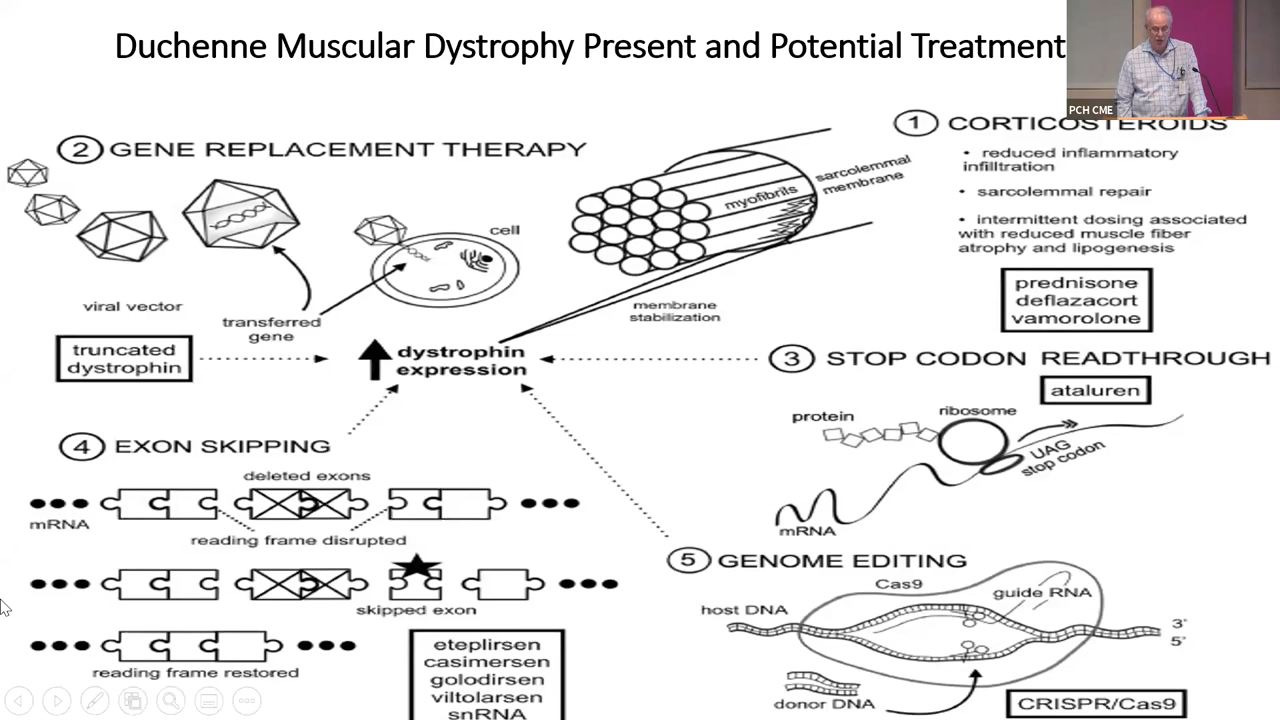 Duchenne Muscular Dystrophy Present and Potential Treatment
PCH CME
1 CORTICOSTEROIDS
• reduced inflammatory
infilltration
• sarcolemmal repair
• intermittent dosing associated
with reduced muscle fiber
atrophy and lipogenesis
prednisone
deflazacort
vamorolone
2 GENE REPLACEMENT THERAPY
viral vector
transferred
gene
cell
truncated
dystrophin
myofibrils
sarcolemmal
membrane
membrane
stabilization
dystrophin
expression
3 STOP CODON READTHROUGH
ataluren
protein
ribosome
UAG
stop codon
mRNA
4 EXON SKIPPING
deleted exons
mRNA
reading frame disrupted
skipped exon
reading frame restored
eteplirsen
casimersen
golodirsen
viltolarsen
snRNA
5 GENOME EDITING
Cas9
guide RNA
host DNA
3'
5'
donor DNA
CRISPR/Cas9